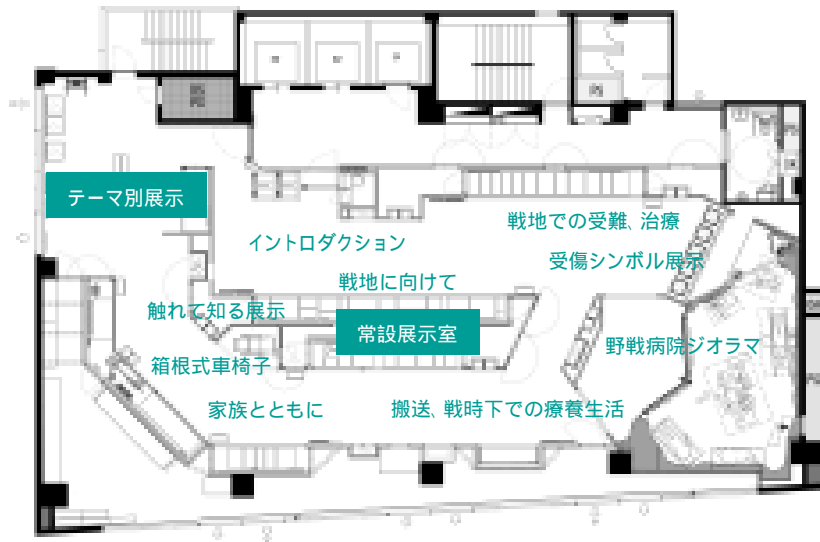 テーマ別展示
戦地での受難、治療
イントロダクション
受傷シンボル展示
戦地に向けて
触れて知る展示
常設展示室
野戦病院ジオラマ
箱根式車椅子
家族とともに
搬送、戦時下での療養生活